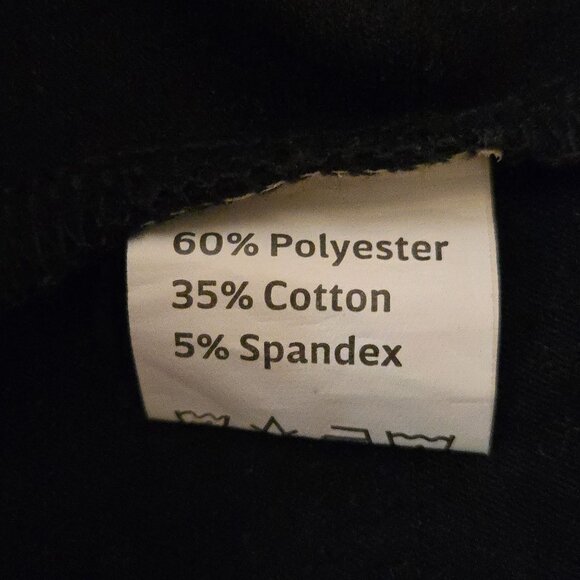 60% Polyester
35% Cotton
5% Spandex